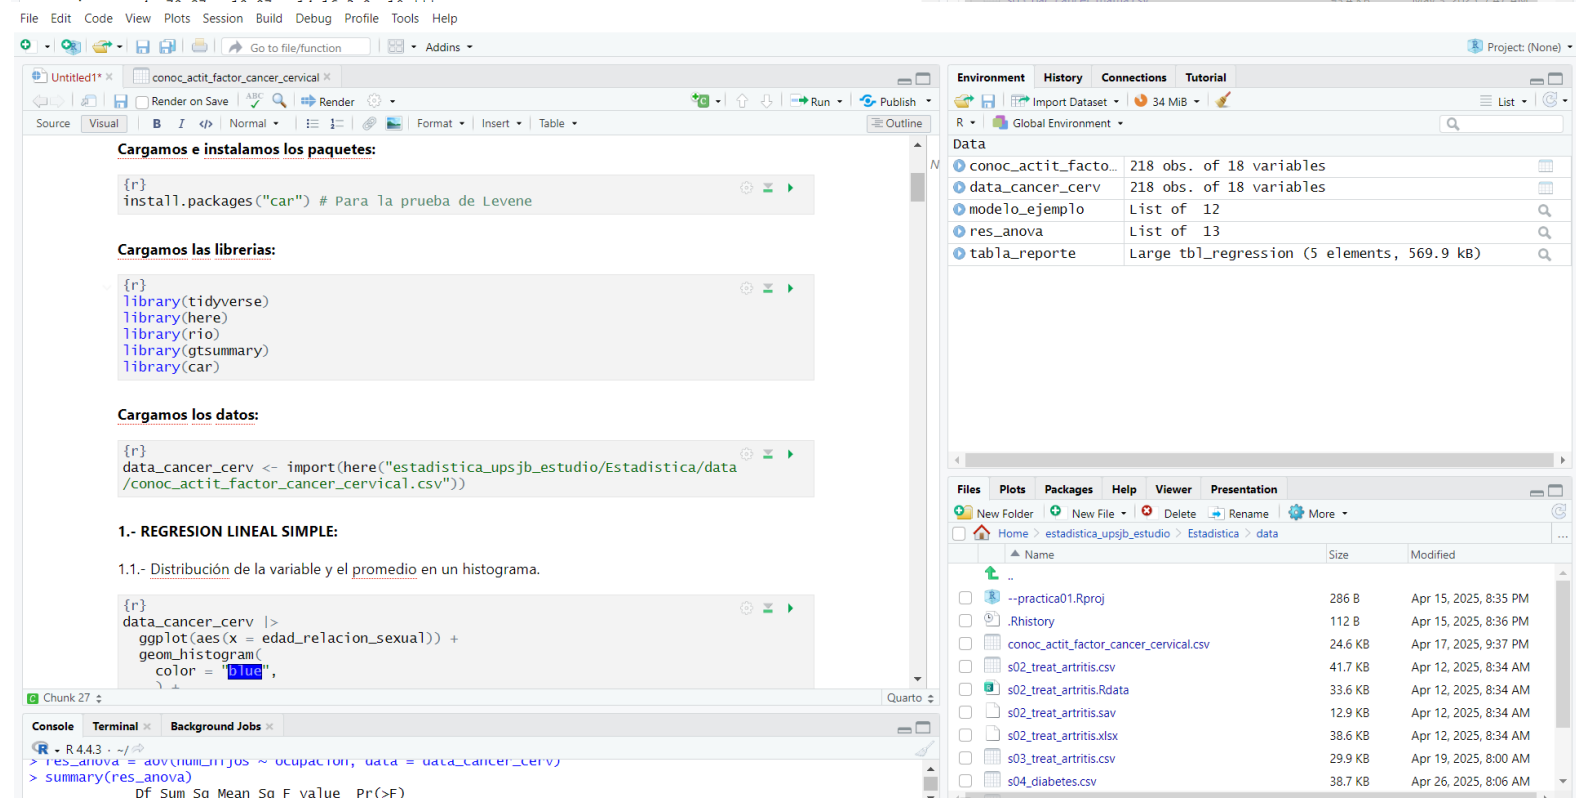 File Edit Code View Plots Session Build Debug Profile Tools Help
Go to file/function
Addins
Project: (None)
Untitled1*
conoc_actit_factor_cancer_cervical
Render on Save
ABC
Render
Run
Publish
Source Visual B I </> Normal Format Insert Table Outline
Cargamos e instalamos los paquetes:
{r}
install.packages("car") # Para la prueba de Levene
Cargamos las librerias:
{r}
library(tidyverse)
library(here)
library(rio)
library(gtsummary)
library(car)
Cargamos los datos:
{r}
data_cancer_cerv <- import(here("estadistica_upsjb_estudio/Estadistica/data
/conoc_actit_factor_cancer_cervical.csv"))
1.- REGRESION LINEAL SIMPLE:
1.1.- Distribución de la variable y el promedio en un histograma.
{r}
data_cancer_cerv |>
ggplot(aes(x = edad_relacion_sexual)) +
geom_histogram(
color = "blue",
) +
Chunk 27
Quarto
Console Terminal Background Jobs
R 4.4.3 · ~/
> res_anova = aov(num_hijos ~ ocupacion, data = data_cancer_cerv)
> summary(res_anova)
Df Sum Sq Mean Sq F value Pr(>F)
Environment History Connections Tutorial
Import Dataset
34 MiB
List
R
Global Environment
Data
conoc_actit_facto… 218 obs. of 18 variables
data_cancer_cerv 218 obs. of 18 variables
modelo_ejemplo List of 12
res_anova List of 13
tabla_reporte Large tbl_regression (5 elements, 569.9 kB)
Files Plots Packages Help Viewer Presentation
New Folder New File Delete Rename More
Home > estadistica_upsjb_estudio > Estadistica > data
...
Name Size Modified
..
--practica01.Rproj 286 B Apr 15, 2025, 8:35 PM
.Rhistory 112 B Apr 15, 2025, 8:36 PM
conoc_actit_factor_cancer_cervical.csv 24.6 KB Apr 17, 2025, 9:37 PM
s02_treat_artritis.csv 41.7 KB Apr 12, 2025, 8:34 AM
s02_treat_artritis.Rdata 33.6 KB Apr 12, 2025, 8:34 AM
s02_treat_artritis.sav 12.9 KB Apr 12, 2025, 8:34 AM
s02_treat_artritis.xlsx 38.6 KB Apr 12, 2025, 8:34 AM
s03_treat_artritis.csv 29.9 KB Apr 19, 2025, 8:00 AM
s04_diabetes.csv 38.7 KB Apr 26, 2025, 8:06 AM